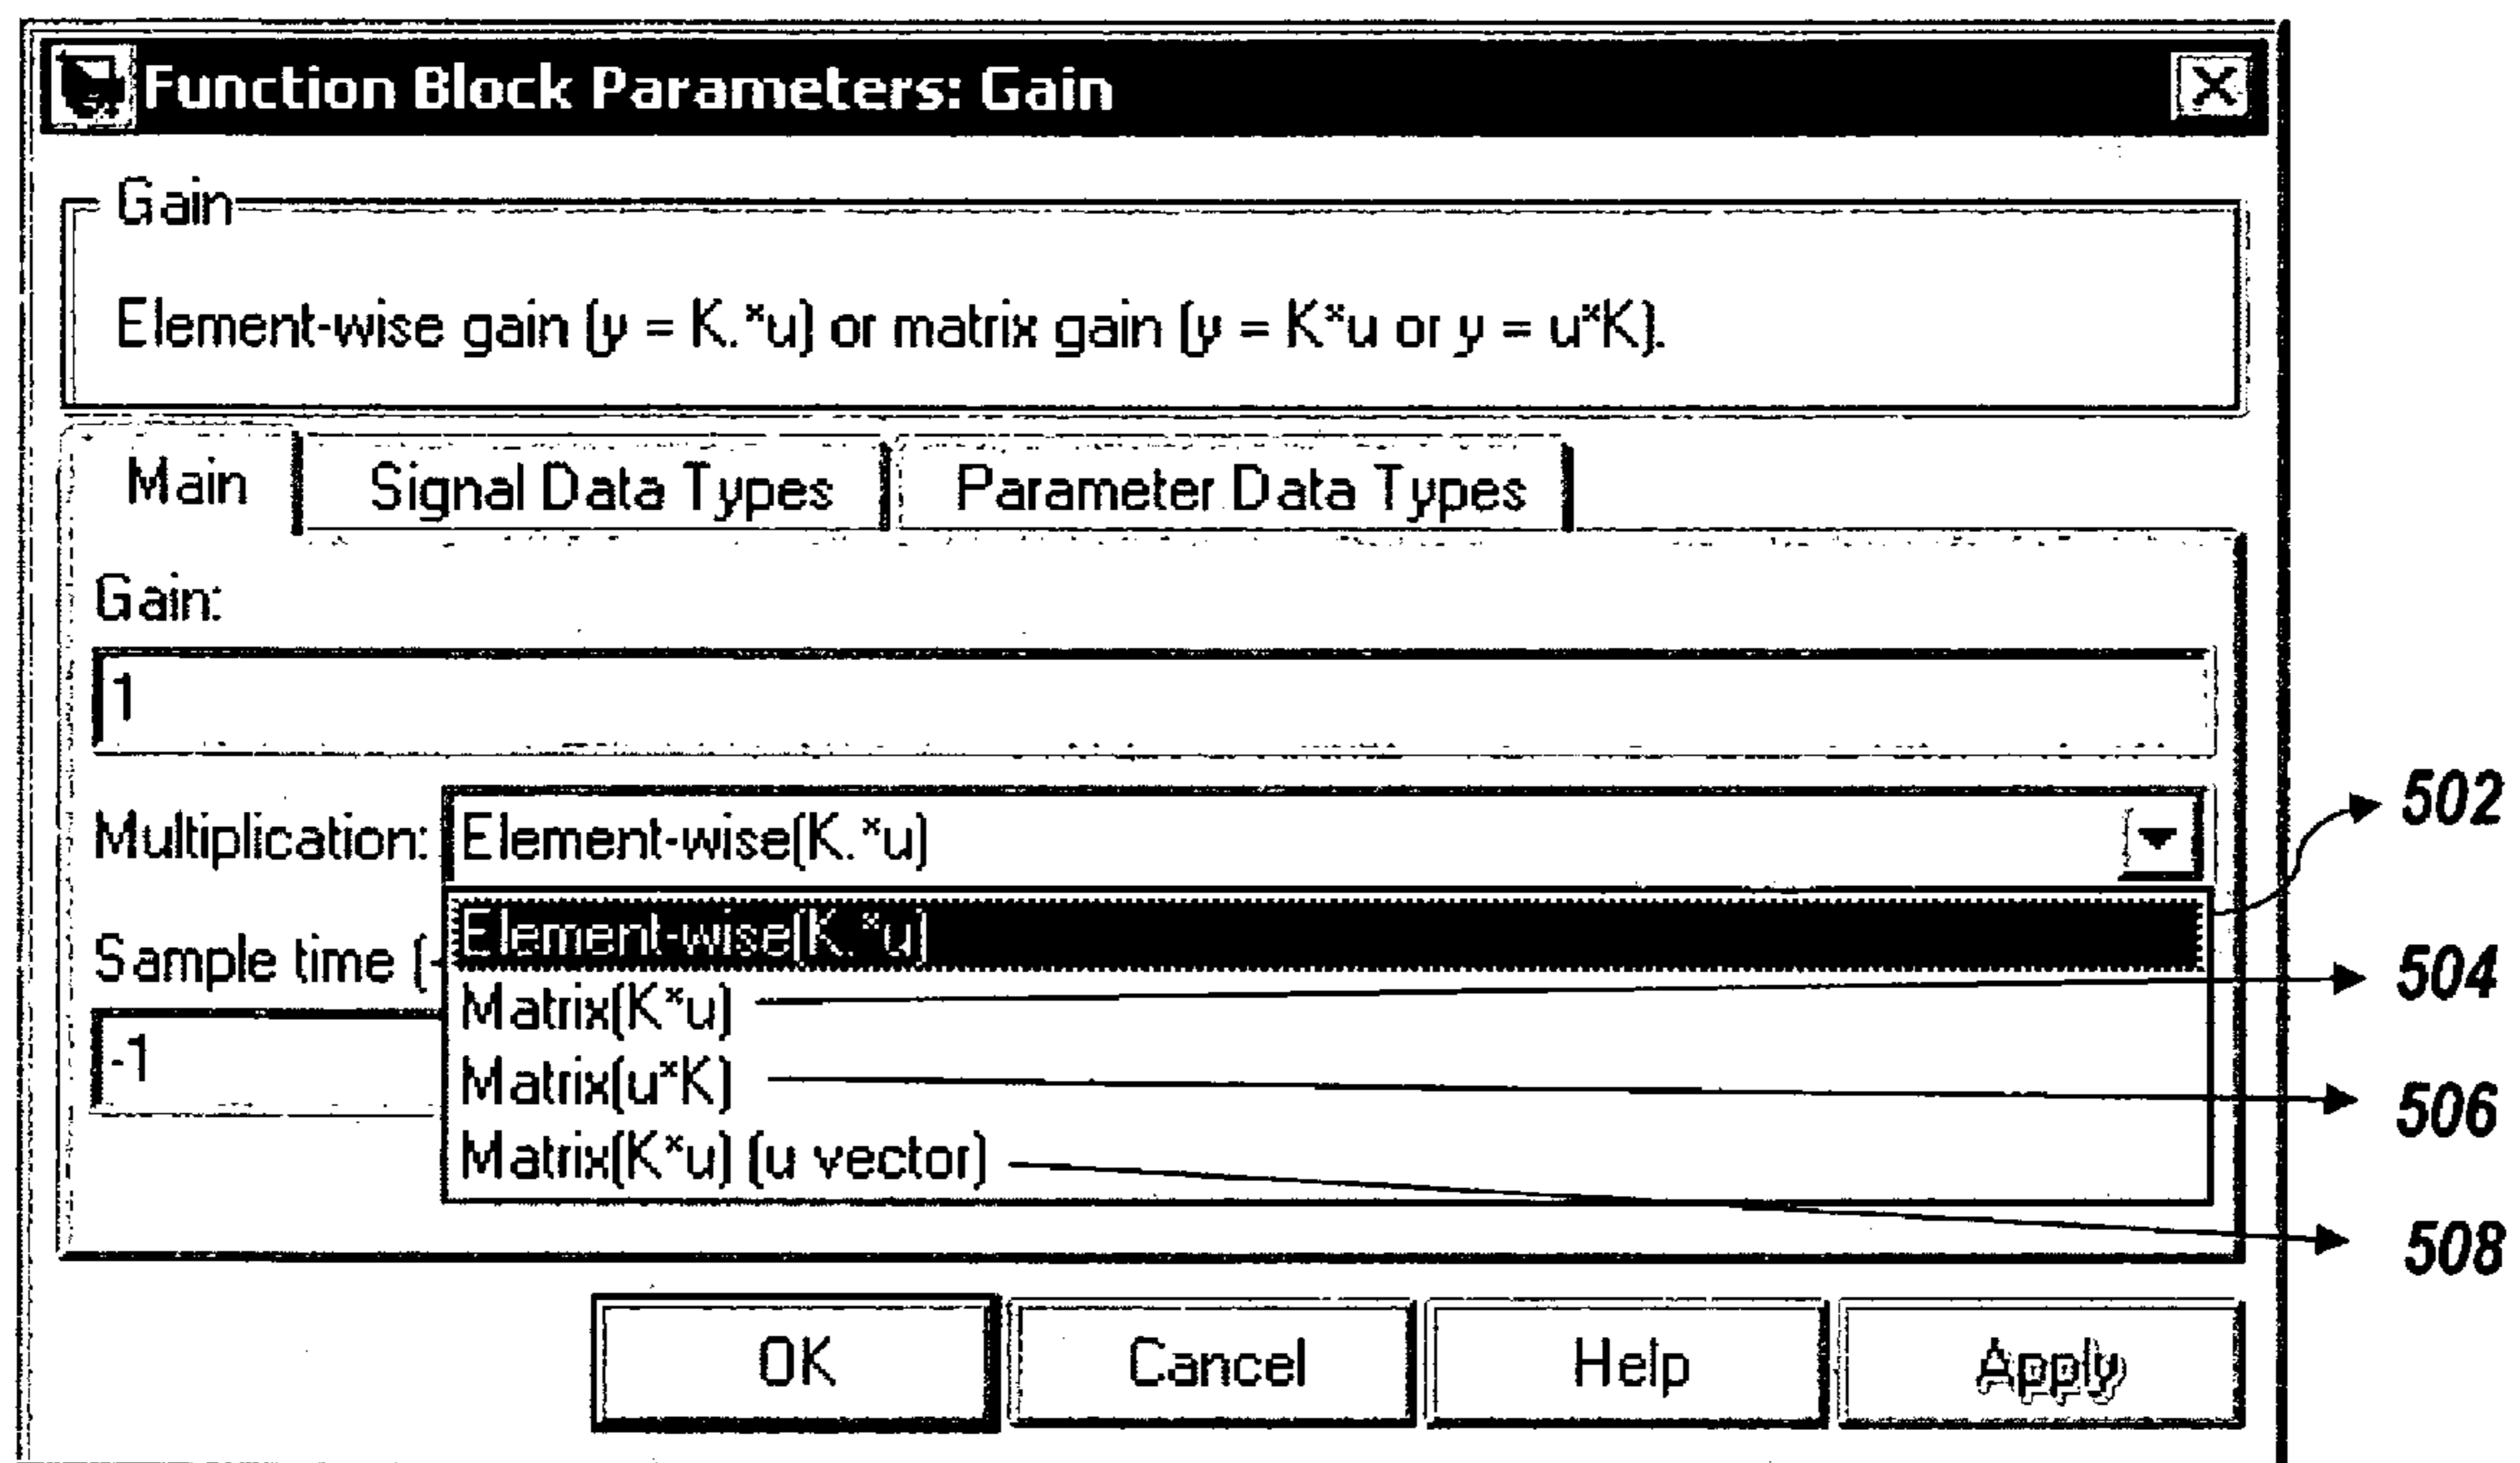 Function Block Parameters: Gain
Gain
Element-wise gain (y = K.*u) or matrix gain (y = K*u or y = u*K).
Main Signal Data Types Parameter Data Types
Gain:
1
Multiplication: Element-wise(K.*u)
502
Element-wise(K.*u)
Sample time (-
504
Matrix(K*u)
-1
Matrix(u*K)
506
Matrix(K*u) (u vector)
508
OK Cancel Help Apply